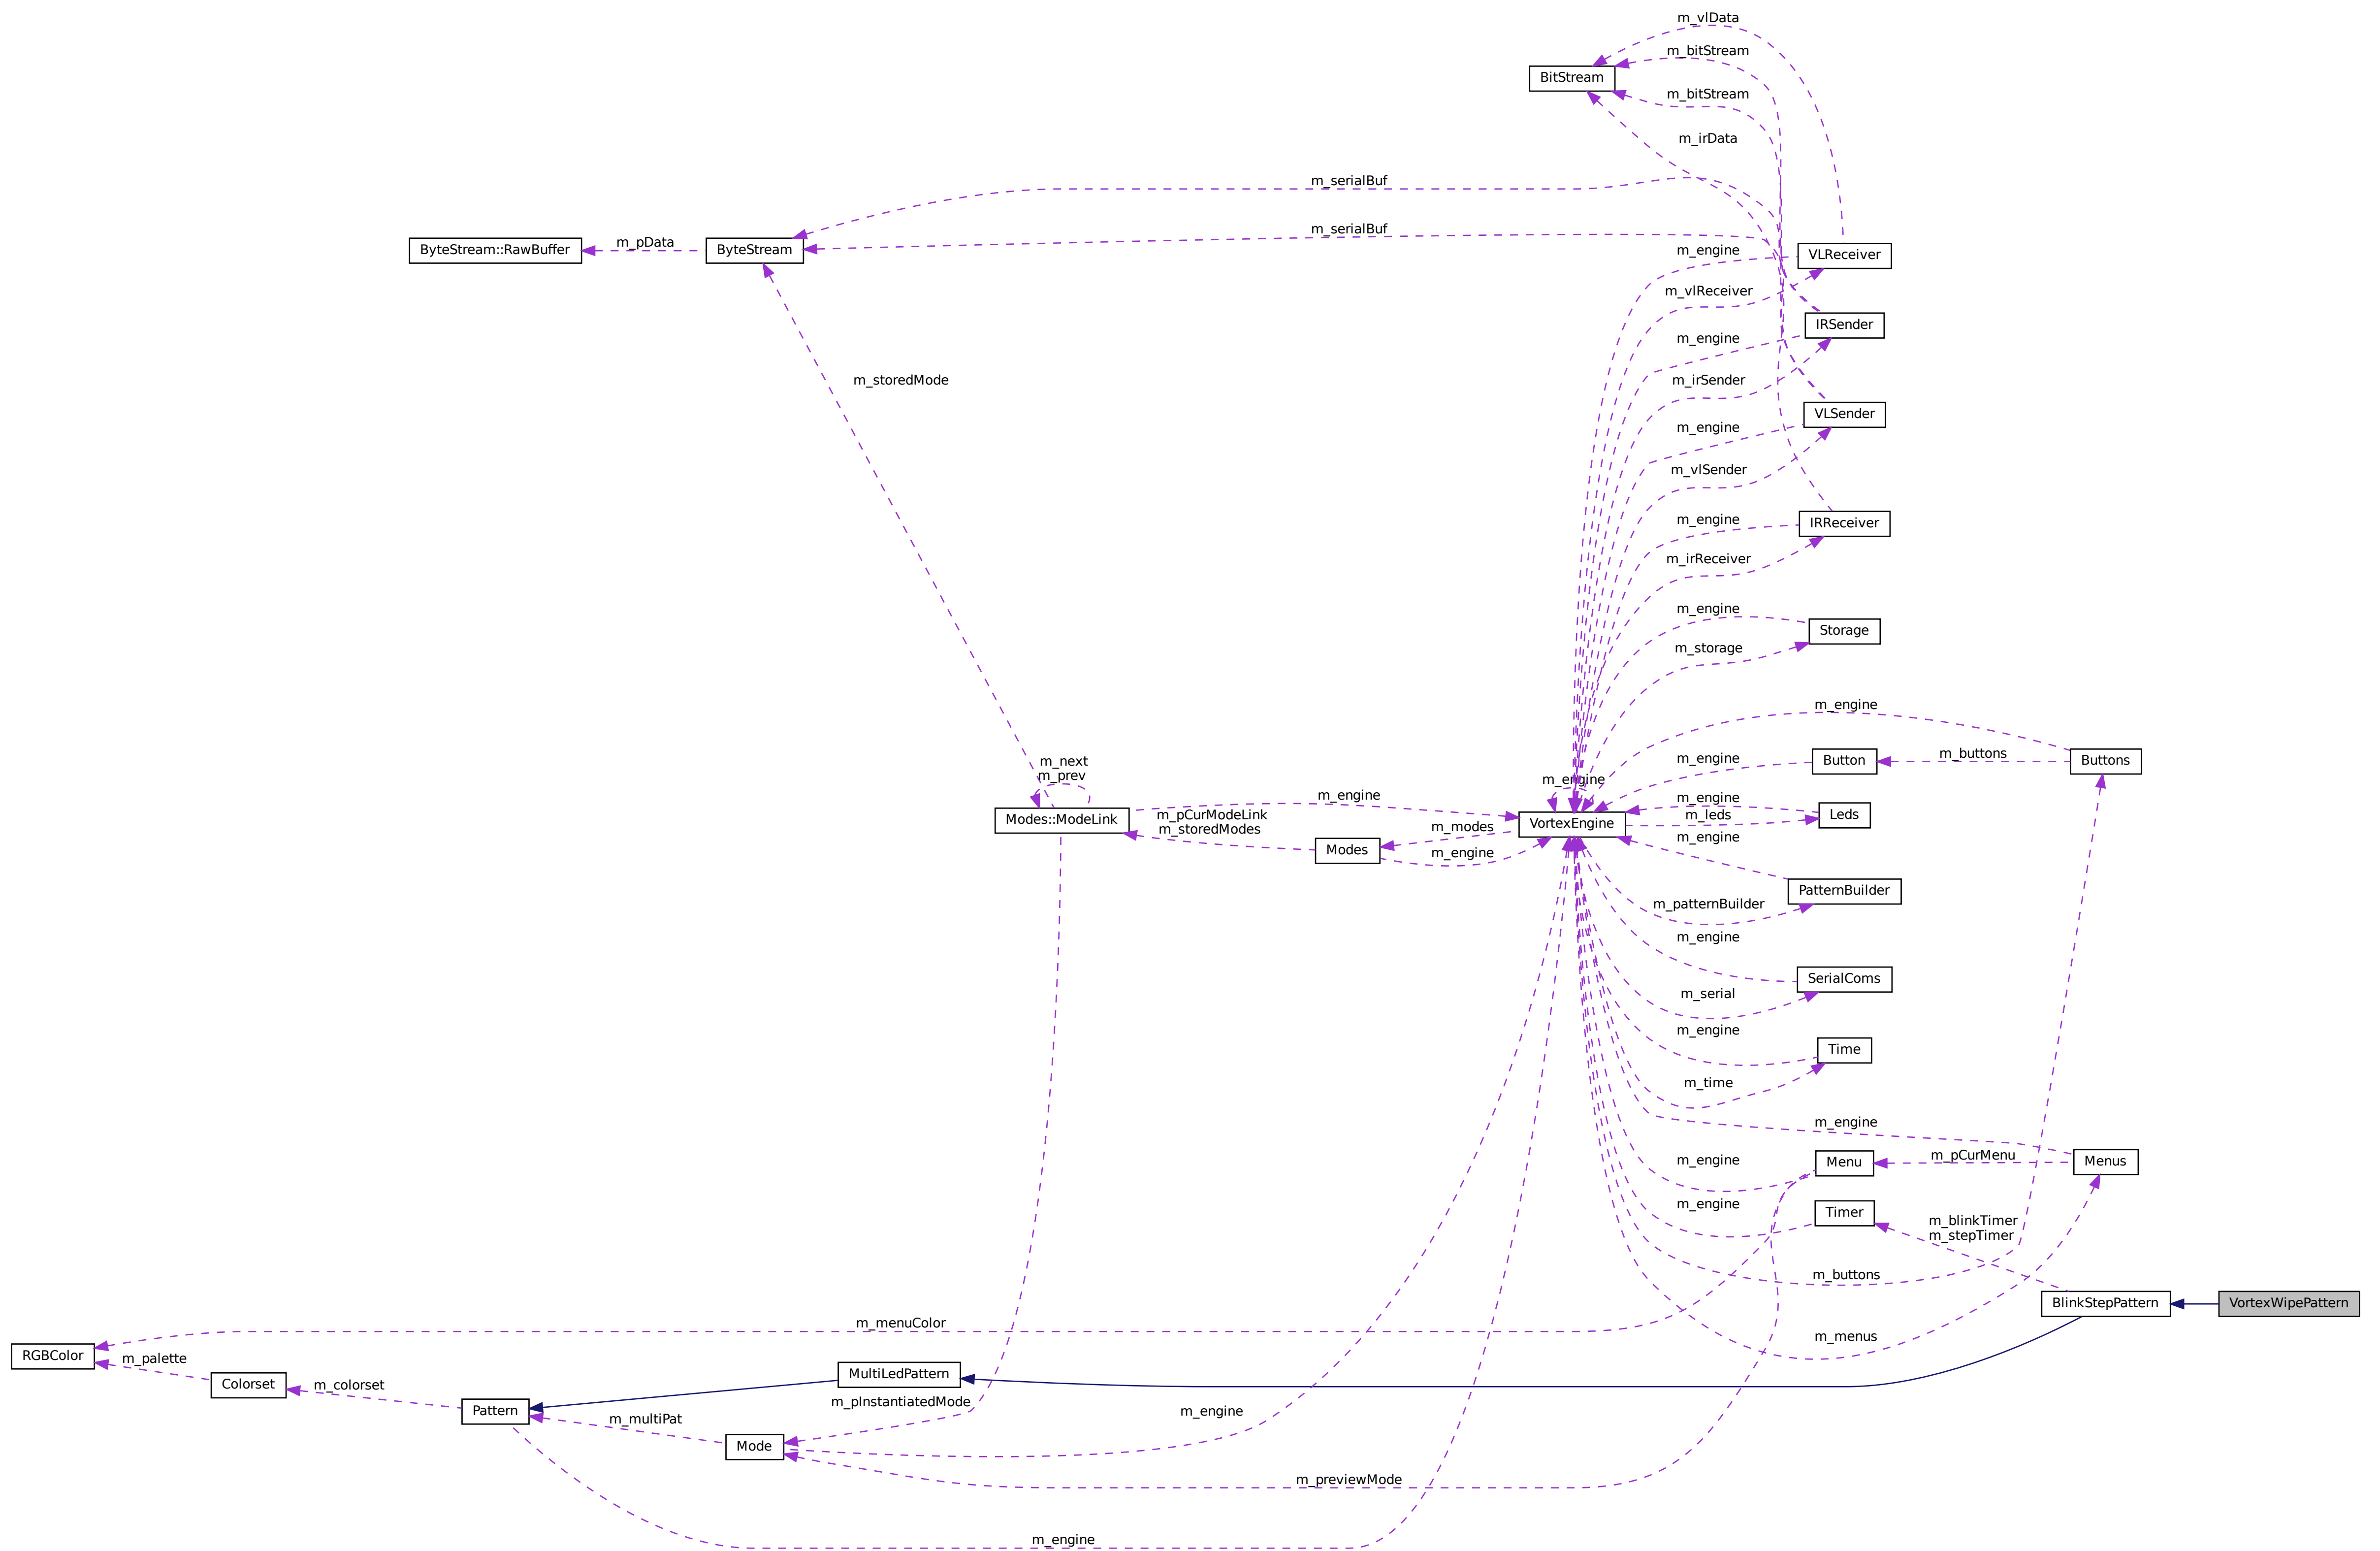 m_vlData
m_bitStream
BitStream
m_bitStream
m_irData
m_serialBuf
m_serialBuf
ByteStream::RawBuffer
m_pData
ByteStream
m_engine
VLReceiver
m_vlReceiver
IRSender
m_engine
m_storedMode
m_irSender
VLSender
m_engine
m_vlSender
m_engine
IRReceiver
m_irReceiver
m_engine
Storage
m_storage
m_engine
m_buttons
m_engine
Button
Buttons
m_next
m_prev
m_engine
m_engine
m_engine
m_leds
Leds
Modes::ModeLink
m_pCurModeLink
m_storedModes
VortexEngine
m_modes
m_engine
Modes
m_engine
PatternBuilder
m_patternBuilder
m_engine
SerialComs
m_serial
m_engine
Time
m_time
m_engine
m_engine
Menu
m_pCurMenu
Menus
m_engine
Timer
m_blinkTimer
m_stepTimer
m_buttons
BlinkStepPattern
VortexWipePattern
m_menuColor
m_menus
RGBColor
m_palette
Colorset
m_colorset
MultiLedPattern
m_pInstantiatedMode
Pattern
m_multiPat
m_engine
Mode
m_previewMode
m_engine